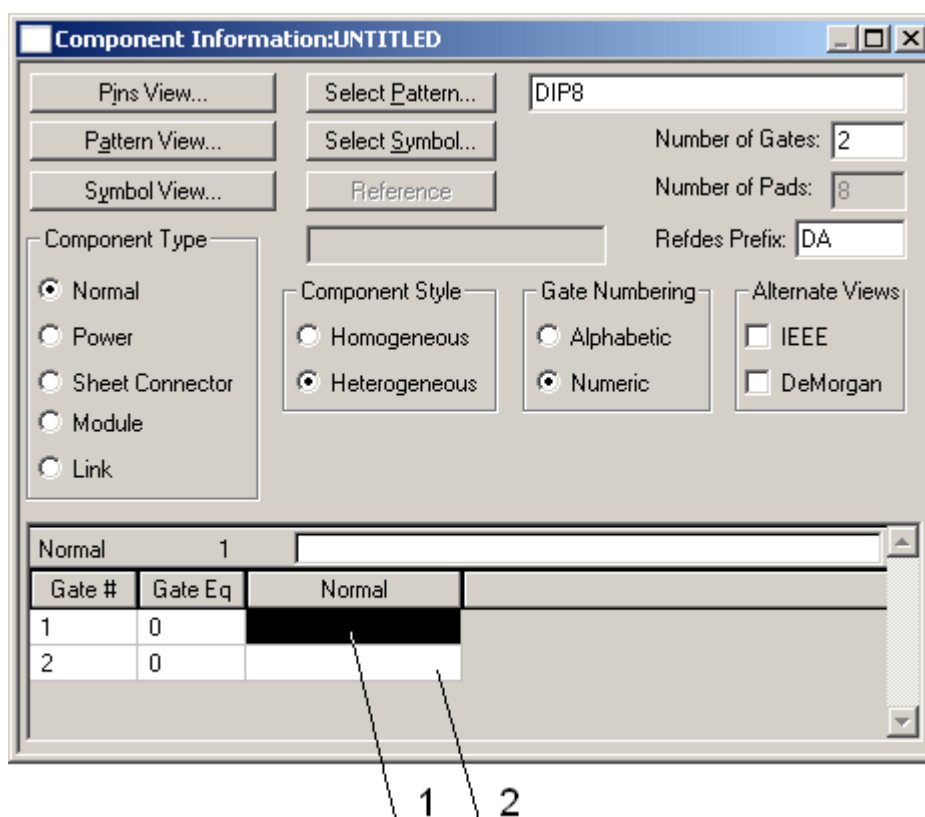 Component Information:UNTITLED
Pins View... Select Pattern... DIP8
Pattern View... Select Symbol... Number of Gates: 2
Symbol View... Reference Number of Pads: 8
Component Type Refdes Prefix: DA
Normal Component Style Gate Numbering Alternate Views
Power Homogeneous Alphabetic IEEE
Sheet Connector Heterogeneous Numeric DeMorgan
Module
Link
Normal 1
Gate # Gate Eq Normal
1 0
2 0
1 2